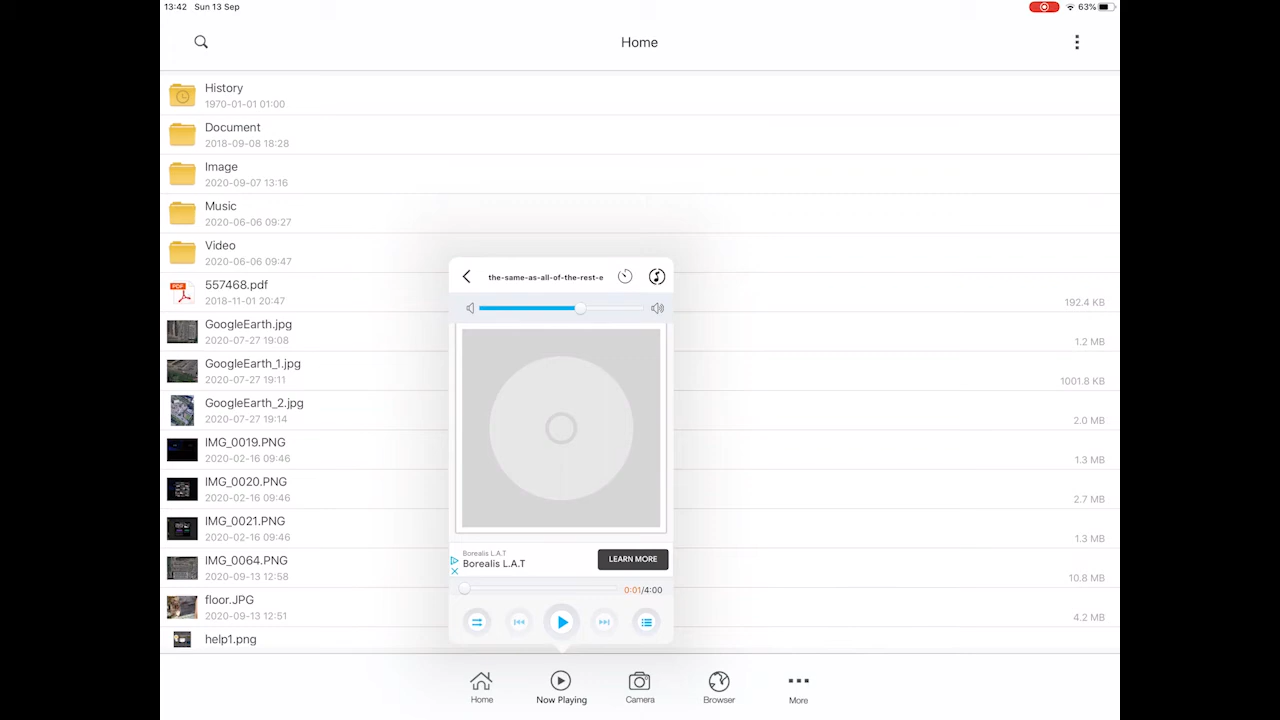 13:42 Sun 13 Sep
63%
Home
History
1970-01-01 01:00
Document
2018-09-08 18:28
Image
2020-09-07 13:16
Music
2020-06-06 09:27
Video
2020-06-06 09:47
557468.pdf
PDF
2018-11-01 20:47
192.4 KB
GoogleEarth.jpg
2020-07-27 19:08
1.2 MB
GoogleEarth_1.jpg
2020-07-27 19:11
1001.8 KB
GoogleEarth_2.jpg
2020-07-27 19:14
2.0 MB
IMG_0019.PNG
2020-02-16 09:46
1.3 MB
IMG_0020.PNG
2020-02-16 09:46
2.7 MB
IMG_0021.PNG
2020-02-16 09:46
1.3 MB
IMG_0064.PNG
2020-09-13 12:58
10.8 MB
floor.JPG
2020-09-13 12:51
4.2 MB
help1.png
the-same-as-all-of-the-rest-e
Borealis L.A.T
Borealis L.A.T
LEARN MORE
0:01/4:00
Home
Now Playing
Camera
Browser
More